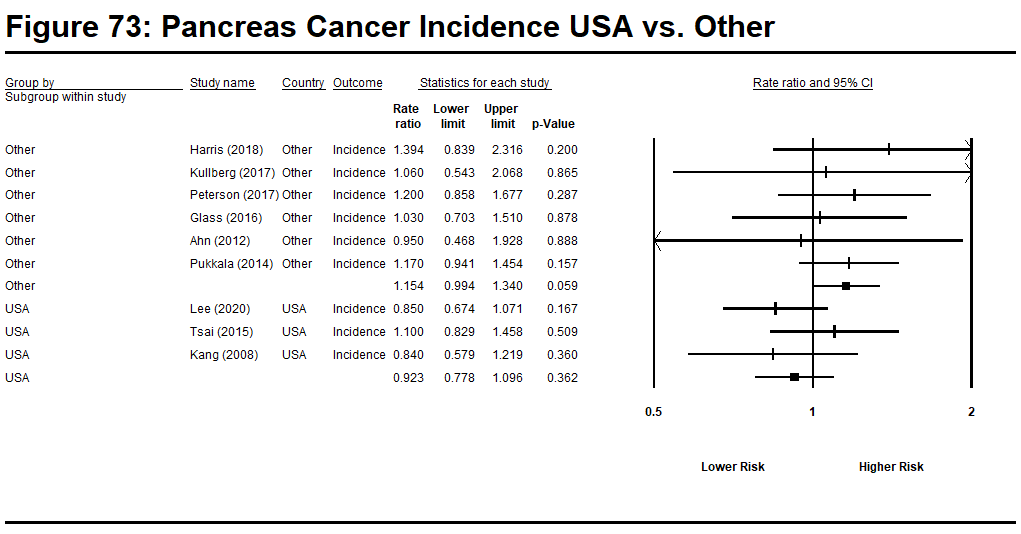 Figure 73: Pancreas Cancer Incidence USA vs. Other
Group by Study name Country Outcome Statistics for each study Rate ratio and 95% CI
Subgroup within study
Rate Lower Upper
ratio limit limit p-Value
Other Harris (2018) Other Incidence 1.394 0.839 2.316 0.200
Other Kullberg (2017) Other Incidence 1.060 0.543 2.068 0.865
Other Peterson (2017) Other Incidence 1.200 0.858 1.677 0.287
Other Glass (2016) Other Incidence 1.030 0.703 1.510 0.878
Other Ahn (2012) Other Incidence 0.950 0.468 1.928 0.888
Other Pukkala (2014) Other Incidence 1.170 0.941 1.454 0.157
Other 1.154 0.994 1.340 0.059
USA Lee (2020) USA Incidence 0.850 0.674 1.071 0.167
USA Tsai (2015) USA Incidence 1.100 0.829 1.458 0.509
USA Kang (2008) USA Incidence 0.840 0.579 1.219 0.360
USA 0.923 0.778 1.096 0.362
0.5 1 2
Lower Risk Higher Risk